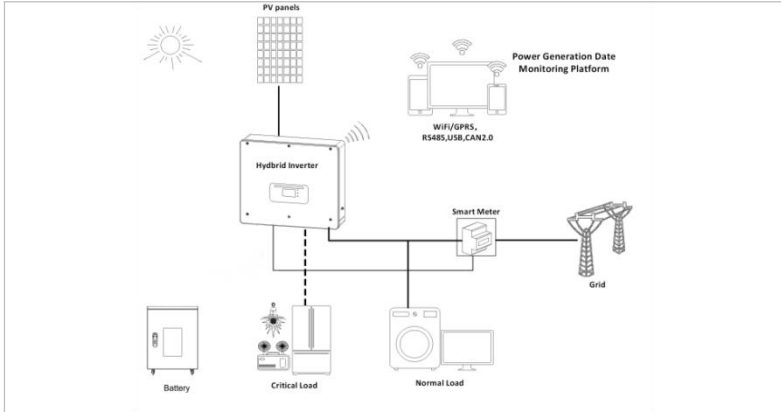 PV panels
Power Generation Date
Monitoring Platform
WiFi/GPRS、
RS485,USB,CAN2.0
Hydbrid Inverter
Smart Meter
Grid
Battery
Critical Load
Normal Load